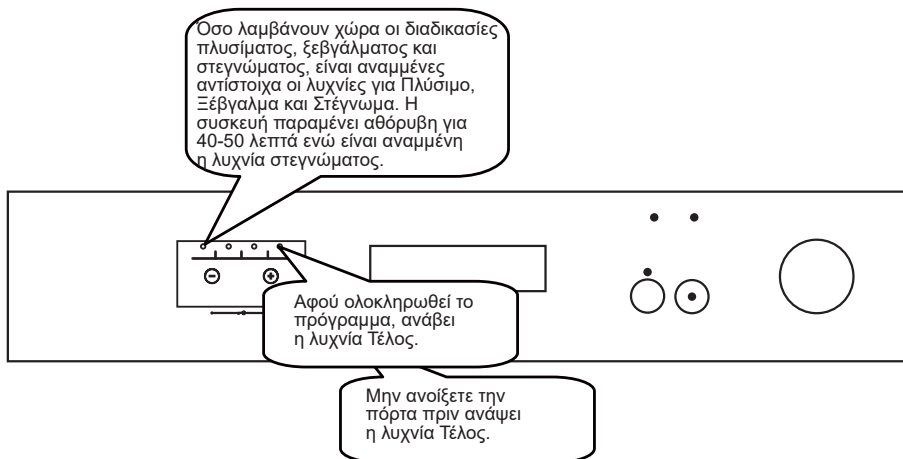 Όσο λαμβάνουν χώρα οι διαδικασίες
πλυσίματος, ξεβγάλματος και
στεγνώματος, είναι αναμμένες
αντίστοιχα οι λυχνίες για Πλύσιμο,
Ξέβγαλμα και Στέγνωμα. Η
συσκευή παραμένει αθόρυβη για
40-50 λεπτά ενώ είναι αναμμένη
η λυχνία στεγνώματος.
Αφού ολοκληρωθεί το
πρόγραμμα, ανάβει
η λυχνία Τέλος.
Μην ανοίξετε την
πόρτα πριν ανάψει
η λυχνία Τέλος.